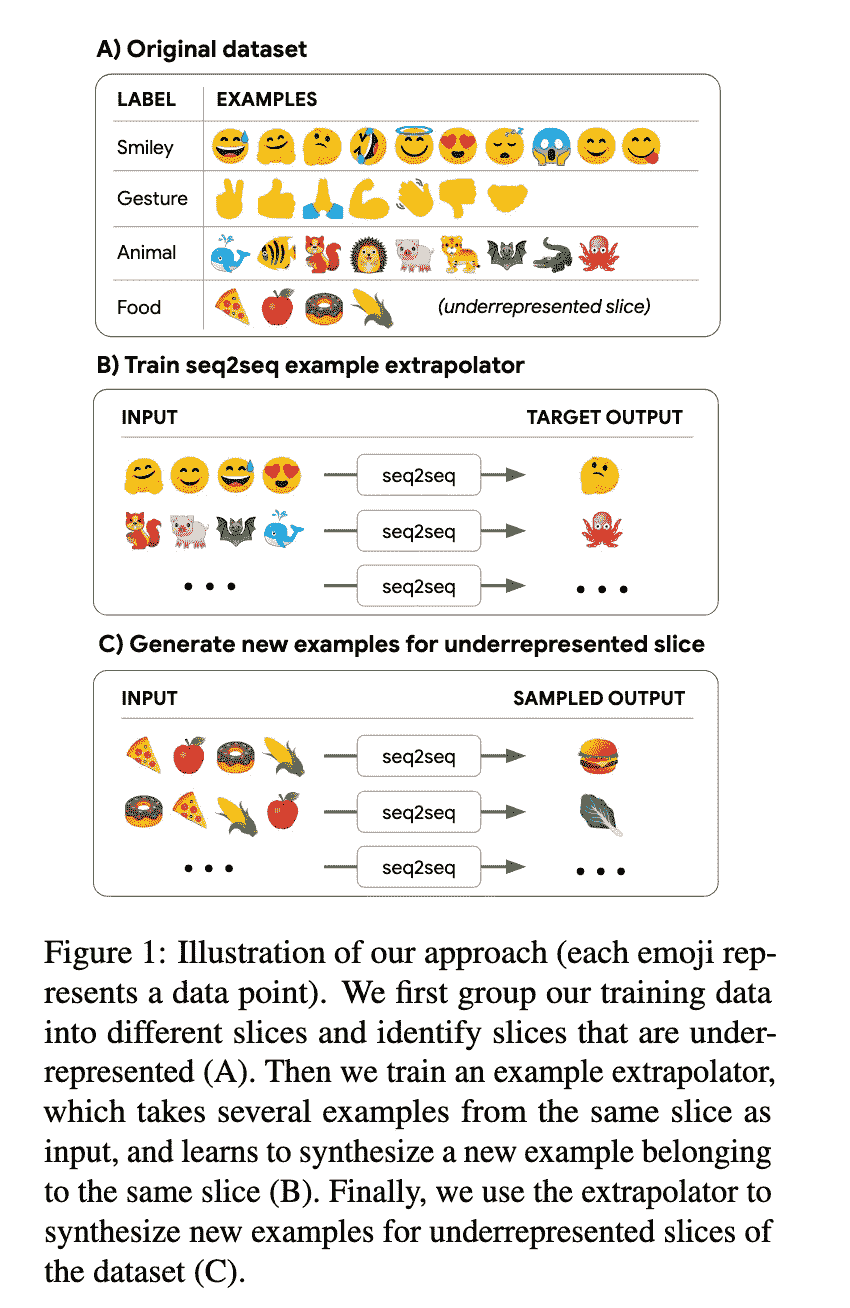 A) Original dataset
LABEL EXAMPLES
Smiley
Gesture
Animal
Food (underrepresented slice)
B) Train seq2seq example extrapolator
INPUT TARGET OUTPUT
seq2seq
seq2seq
• • • seq2seq • • •
C) Generate new examples for underrepresented slice
INPUT SAMPLED OUTPUT
seq2seq
seq2seq
• • • seq2seq • • •
Figure 1: Illustration of our approach (each emoji rep-
resents a data point). We first group our training data
into different slices and identify slices that are under-
represented (A). Then we train an example extrapolator,
which takes several examples from the same slice as
input, and learns to synthesize a new example belonging
to the same slice (B). Finally, we use the extrapolator to
synthesize new examples for underrepresented slices of
the dataset (C).